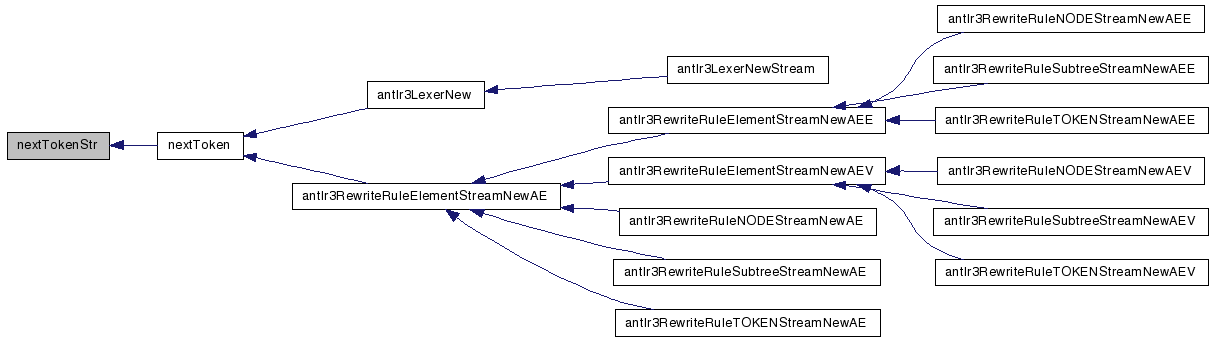 nextTokenStr
nextToken
antlr3LexerNew
antlr3LexerNewStream
antlr3RewriteRuleElementStreamNewAE
antlr3RewriteRuleElementStreamNewAEE
antlr3RewriteRuleNODEStreamNewAEE
antlr3RewriteRuleSubtreeStreamNewAEE
antlr3RewriteRuleTOKENStreamNewAEE
antlr3RewriteRuleElementStreamNewAEV
antlr3RewriteRuleNODEStreamNewAEV
antlr3RewriteRuleSubtreeStreamNewAEV
antlr3RewriteRuleTOKENStreamNewAEV
antlr3RewriteRuleNODEStreamNewAE
antlr3RewriteRuleSubtreeStreamNewAE
antlr3RewriteRuleTOKENStreamNewAE